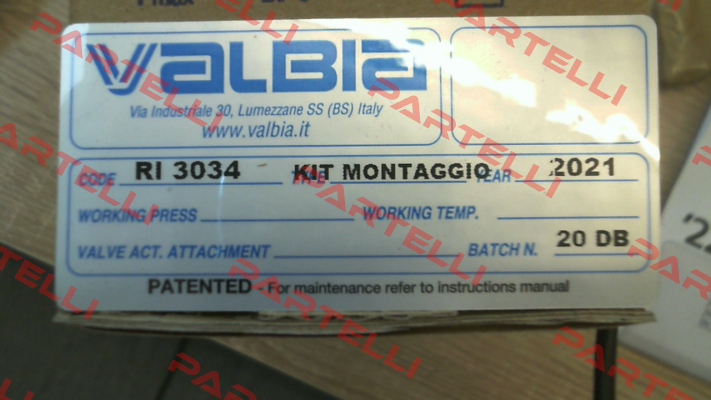 VALBIA
Via Industriale 30, Lumezzane SS (BS) Italy
www.valbia.it
CODE RI 3034 KIT MONTAGGIO YEAR 2021
WORKING PRESS. WORKING TEMP.
VALVE ACT. ATTACHMENT BATCH N. 20 DB
PATENTED - For maintenance refer to instructions manual
PARTELLI
PARTELLI
PARTELLI
PARTELLI
PARTELLI
PARTELLI